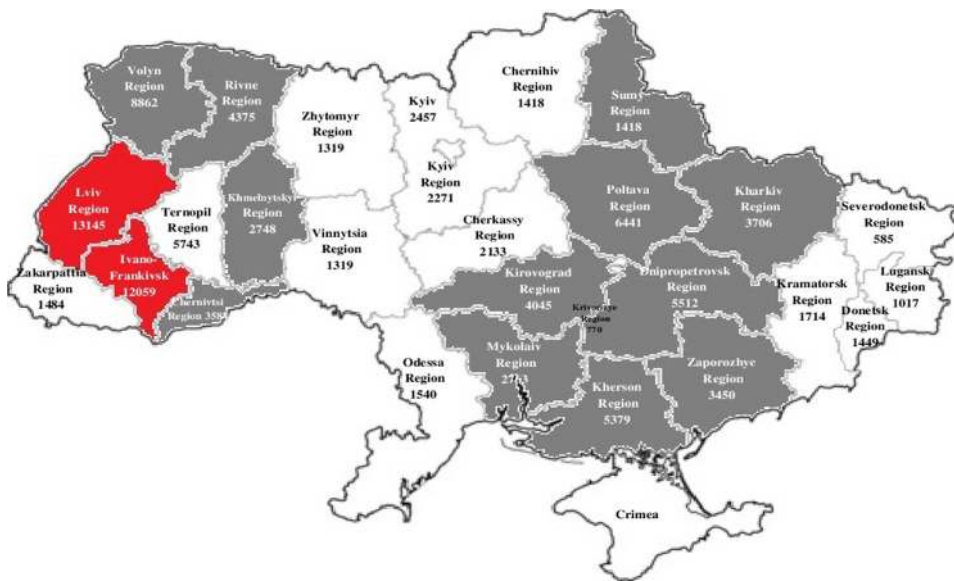 Volyn
Region
8862
Rivne
Region
4375
Zhytomyr
Region
1319
Kyiv
2457
Chernihiv
Region
1418
Sumy
Region
1418
Lviv
Region
13145
Ternopil
Region
5743
Khmelnytskyi
Region
2748
Vinnytsia
Region
1319
Kyiv
Region
2271
Cherkassy
Region
2133
Poltava
Region
6441
Kharkiv
Region
3706
Severodonetsk
Region
585
Zakarpattia
Region
1484
Ivano-
Frankivsk
12059
Chernivtsi
Region
Kirovograd
Region
4045
Region
770
Dnipropetrovsk
Region
5512
Kramatorsk
Region
1714
Lugansk
Region
1017
Donetsk
Region
1449
Odessa
Region
1540
Mykolaiv
Region
Kherson
Region
5379
Zaporozhye
Region
3450
Crimea